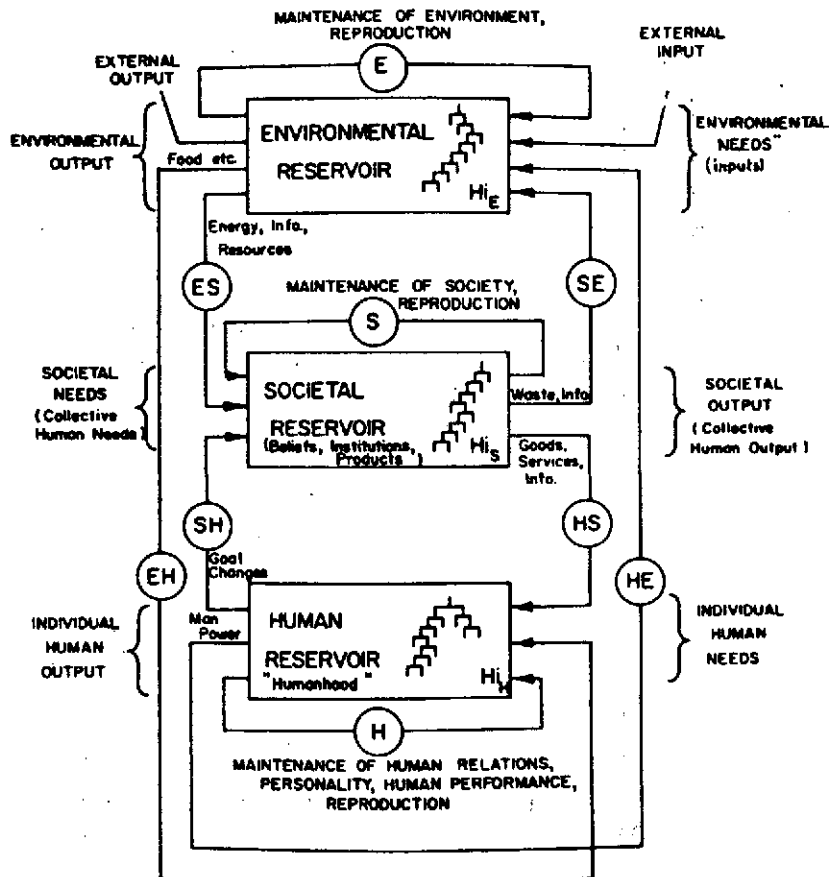 MAINTENANCE OF ENVIRONMENT,
REPRODUCTION
E
EXTERNAL
OUTPUT
EXTERNAL
INPUT
ENVIRONMENTAL
OUTPUT
ENVIRONMENTAL
RESERVOIR
Hi E
ENVIRONMENTAL
NEEDS"
(inputs)
Food etc.
Energy, Info.,
Resources
ES
SE
MAINTENANCE OF SOCIETY,
REPRODUCTION
S
SOCIETAL
NEEDS
(Collective
Human Needs)
SOCIETAL
RESERVOIR
(Beliefs, Institutions,
Products)
Hi S
Waste, Info
Goods,
Services,
Info.
SOCIETAL
OUTPUT
(Collective
Human Output)
SH
HS
Goal
Changes
EH
HE
Man
Power
INDIVIDUAL
HUMAN
OUTPUT
HUMAN
RESERVOIR
"Humanhood"
Hi H
INDIVIDUAL
HUMAN
NEEDS
H
MAINTENANCE OF HUMAN RELATIONS,
PERSONALITY, HUMAN PERFORMANCE,
REPRODUCTION